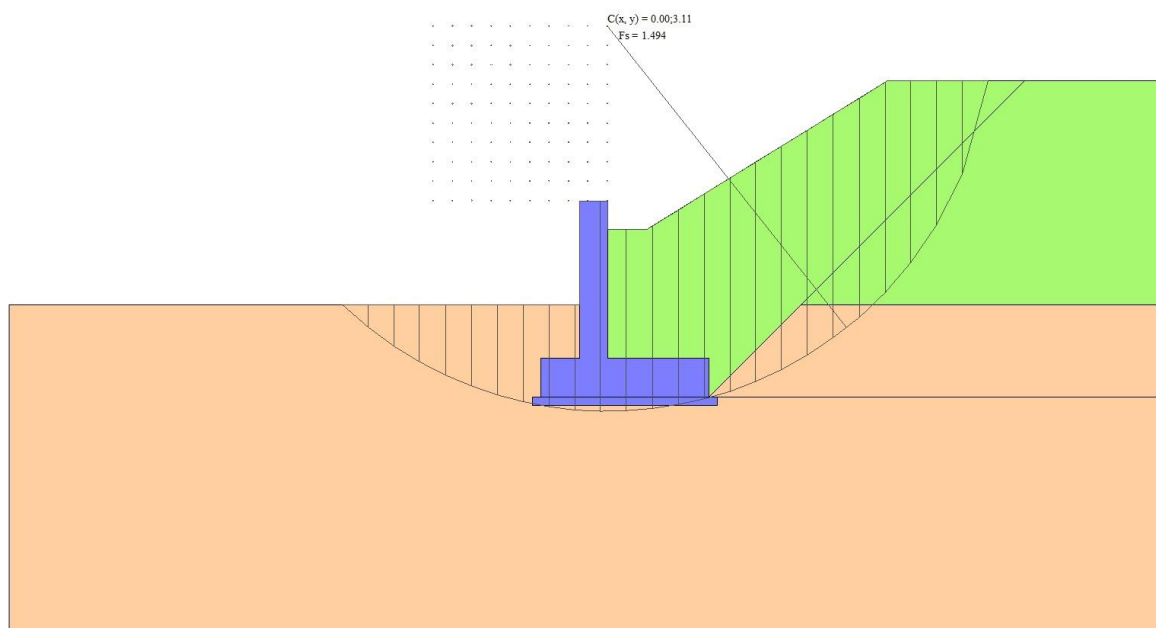 C(x, y) = 0.00;3.11
Fs = 1.494